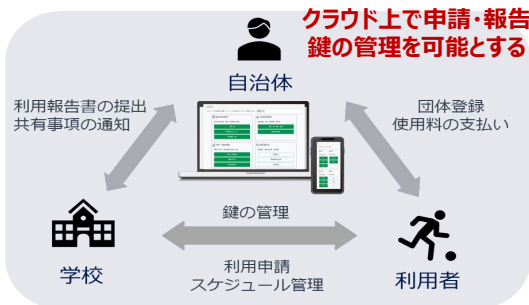 クラウド上で申請・報告
鍵の管理を可能とする
自治体
利用報告書の提出
共有事項の通知
団体登録
使用料の支払い
鍵の管理
学校
利用申請
スケジュール管理
利用者